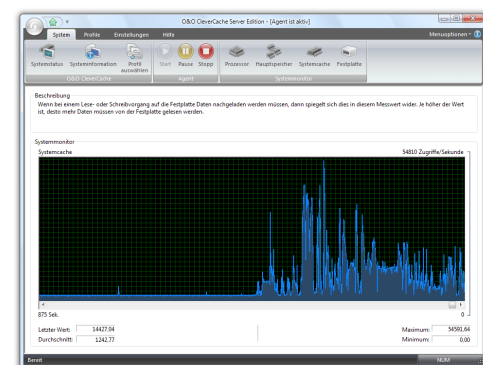 O&O CleverCache Server Edition - [Agent ist aktiv]
System Profile Einstellungen Hilfe Menueoptionen
Systemstatus Systeminformation Profil auswählen Start Pause Stopp Prozessor Hauptspeicher Systemcache Festplatte
O&O CleverCache Agent Systemmonitor
Beschreibung
Wenn bei einem Lese- oder Schreibvorgang auf die Festplatte Daten nachgeladen werden müssen, dann spiegelt sich dies in diesem Messwert wider. Je höher der Wert
ist, desto mehr Daten müssen von der Festplatte gelesen werden.
Systemmonitor
Systemcache 54810 Zugriffe/Sekunde
875 Sek. 0
Letzter Wert: 14427,04 Maximum: 54591,64
Durchschnitt: 1242,77 Minimum: 0,00
Bereit NUM